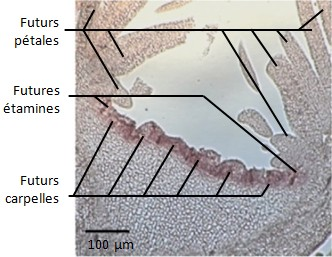 Futurs
pétales
Futures
étamines
Futurs
carpelles
100 µm